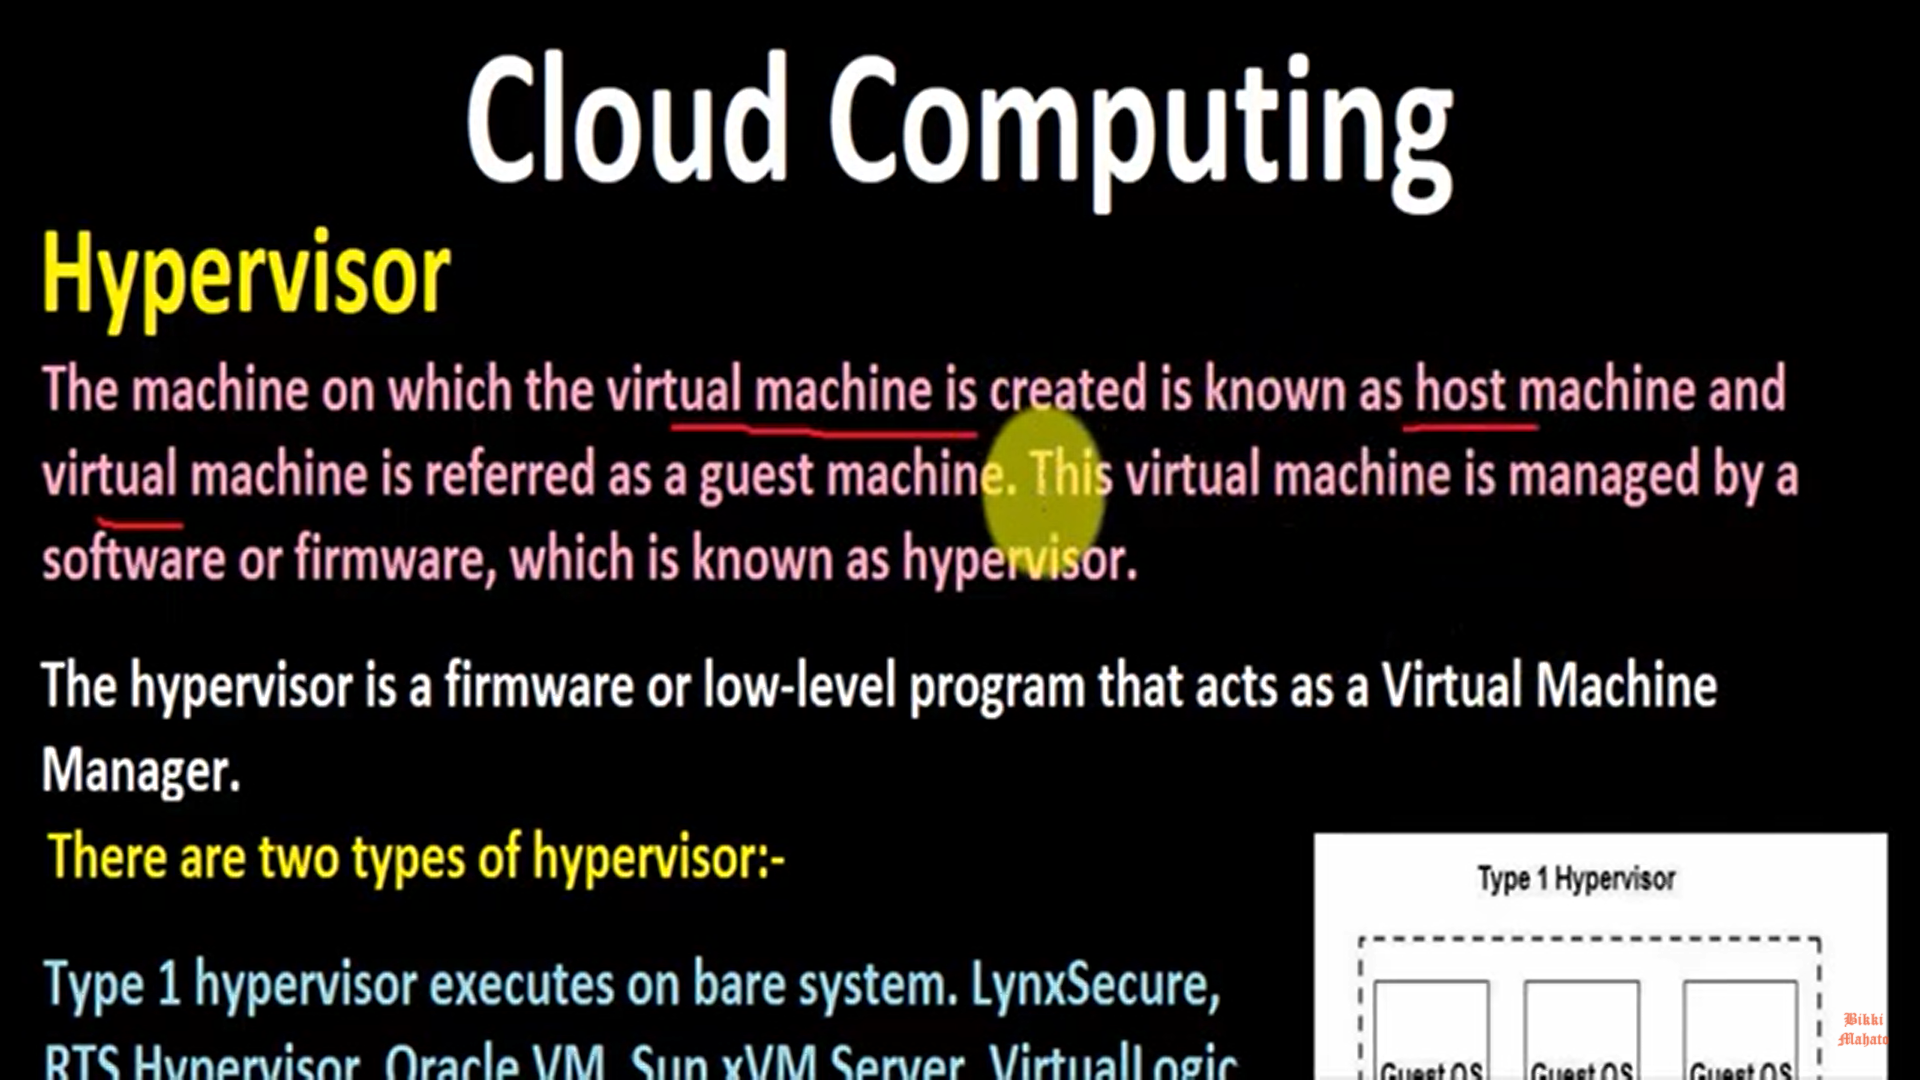 Cloud Computing
Hypervisor
The machine on which the virtual machine is created is known as host machine and
virtual machine is referred as a guest machine. This virtual machine is managed by a
software or firmware, which is known as hypervisor.
The hypervisor is a firmware or low-level program that acts as a Virtual Machine
Manager.
There are two types of hypervisor:-
Type 1 hypervisor executes on bare system. LynxSecure,
RTS Hypervisor, Oracle VM, Sun xVM Server, VirtualLogic
Type 1 Hypervisor
Guest OS Guest OS Guest OS
Bikki
Mahato